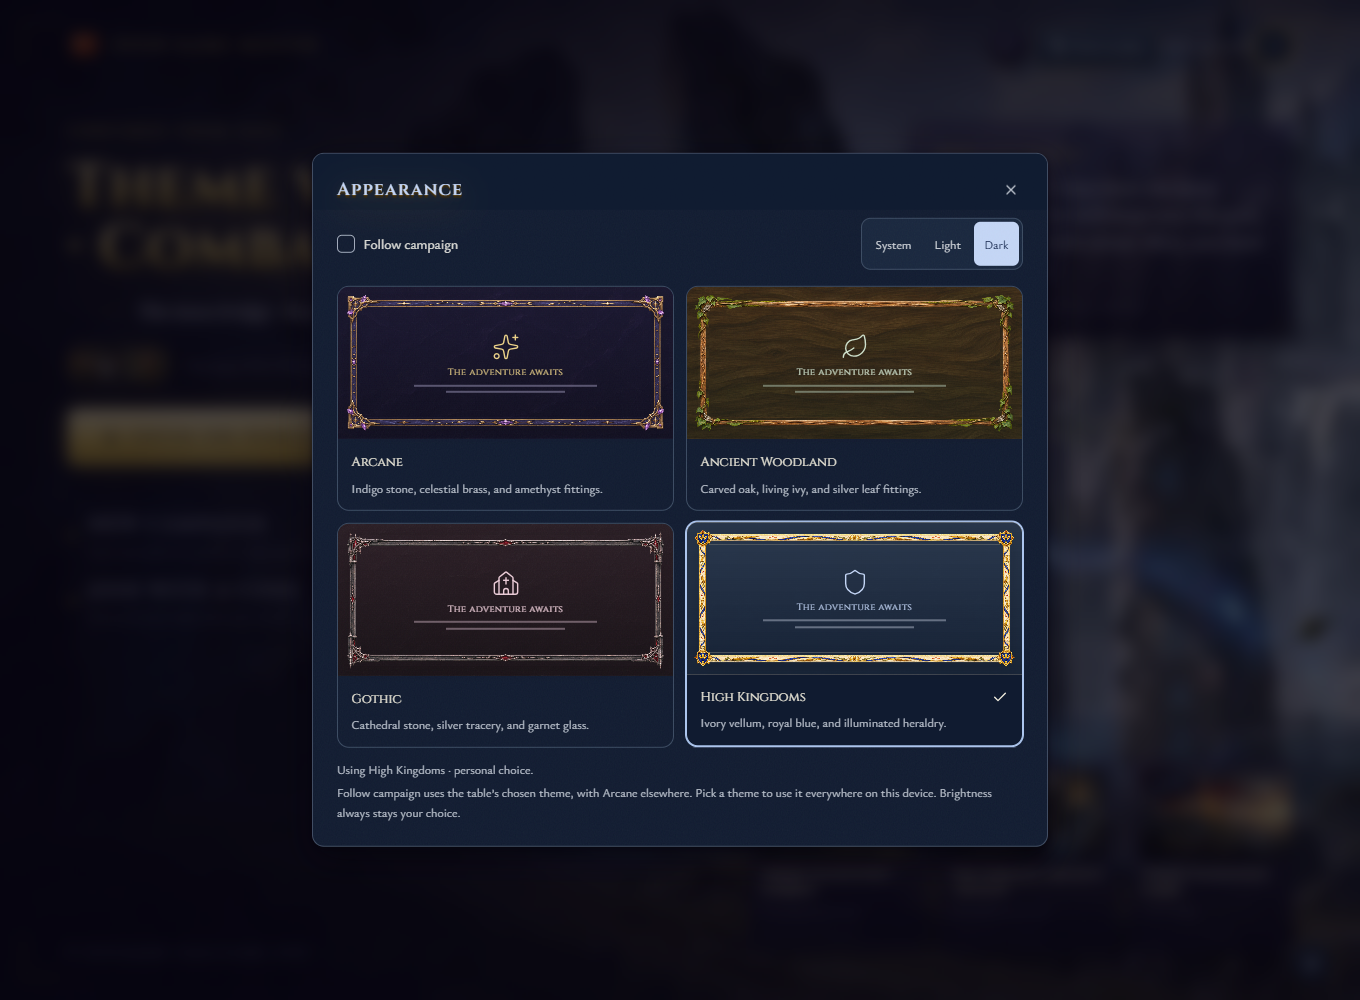 Appearance
Follow campaign
System Light Dark
The adventure awaits
Arcane
Indigo stone, celestial brass, and amethyst fittings.
The adventure awaits
Ancient Woodland
Carved oak, living ivy, and silver leaf fittings.
The adventure awaits
Gothic
Cathedral stone, silver tracery, and garnet glass.
The adventure awaits
High Kingdoms
Ivory vellum, royal blue, and illuminated heraldry.
Using High Kingdoms · personal choice.
Follow campaign uses the table's chosen theme, with Arcane elsewhere. Pick a theme to use it everywhere on this device. Brightness
always stays your choice.
Theme